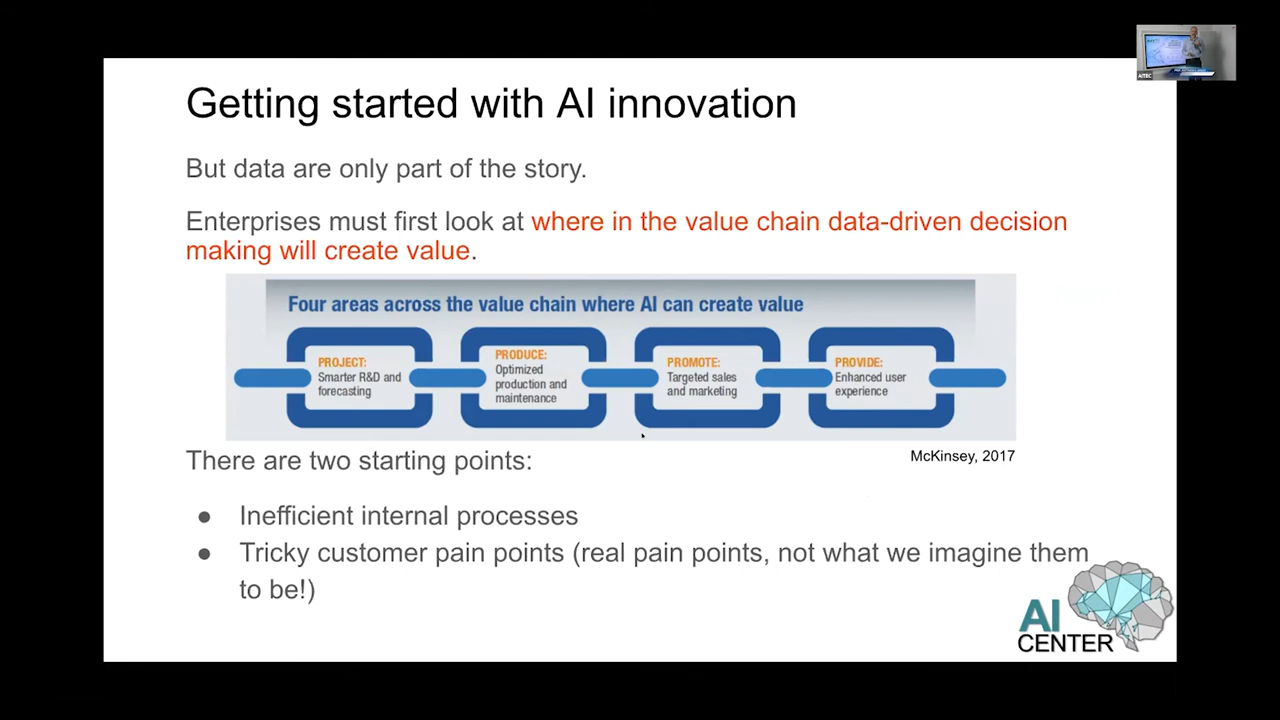 Getting started with AI innovation
But data are only part of the story.
Enterprises must first look at where in the value chain data-driven decision
making will create value.
Four areas across the value chain where AI can create value
PROJECT:
Smarter R&D and
forecasting
PRODUCE:
Optimized
production and
maintenance
PROMOTE:
Targeted sales
and marketing
PROVIDE:
Enhanced user
experience
McKinsey, 2017
There are two starting points:
● Inefficient internal processes
● Tricky customer pain points (real pain points, not what we imagine them
to be!)
AI
CENTER
AITEC